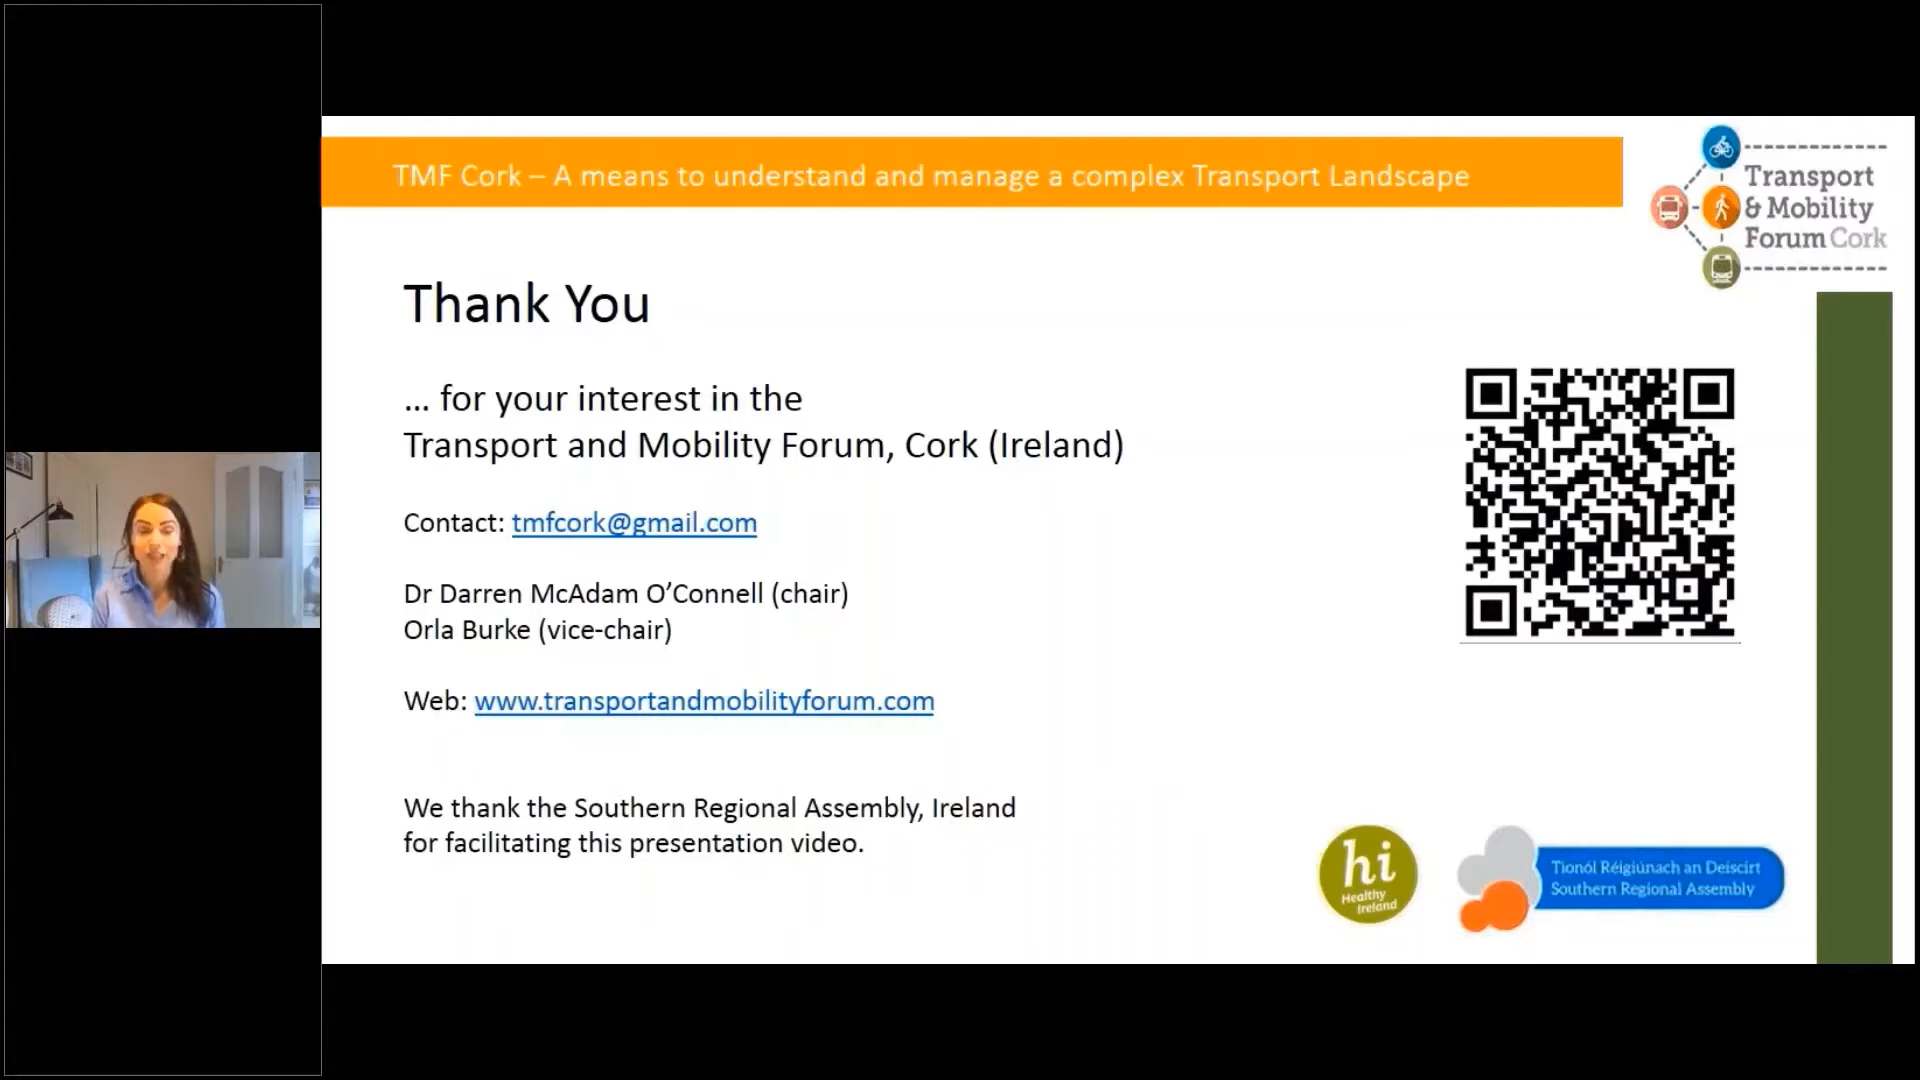 TMF Cork – A means to understand and manage a complex Transport Landscape
Transport
& Mobility
Forum Cork
Thank You
... for your interest in the
Transport and Mobility Forum, Cork (Ireland)
Contact: tmfcork@gmail.com
Dr Darren McAdam O’Connell (chair)
Orla Burke (vice-chair)
Web: www.transportandmobilityforum.com
We thank the Southern Regional Assembly, Ireland
for facilitating this presentation video.
hi
Healthy
Ireland
Tionól Réigiúnach an Deiscirt
Southern Regional Assembly